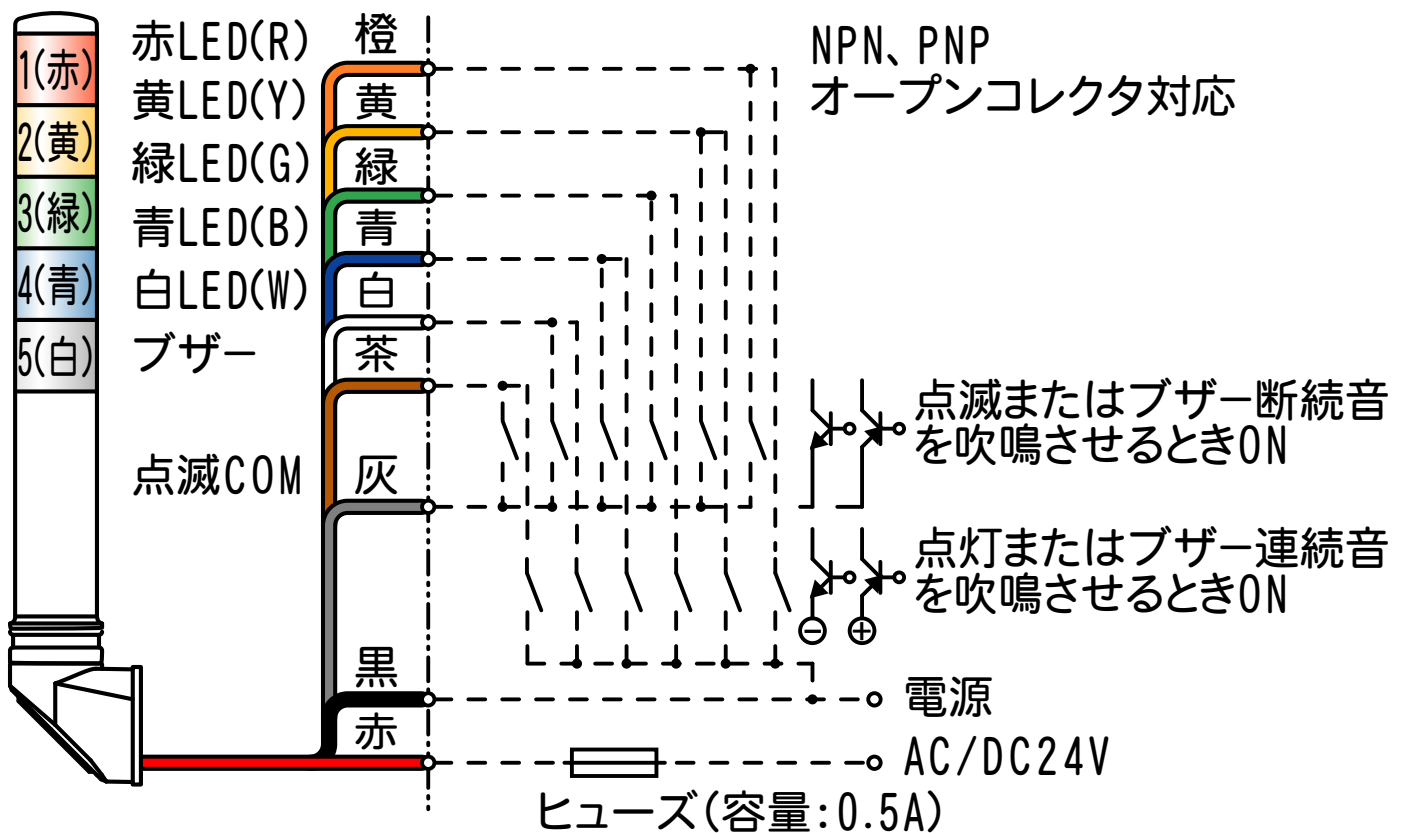 1(赤)
2(黄)
3(緑)
4(青)
5(白)
赤LED(R)
橙
黄LED(Y)
黄
緑LED(G)
緑
青LED(B)
青
白LED(W)
白
ブザー
茶
点滅COM
灰
黒
赤
NPN、PNP
オープンコレクタ対応
点滅またはブザー断続音
を吹鳴させるときON
点灯またはブザー連続音
を吹鳴させるときON
⊖ ⊕
電源
AC/DC24V
ヒューズ(容量:0.5A)